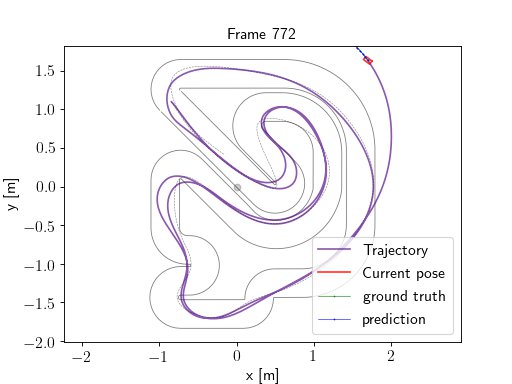 Frame 772
y [m]
1.5
1.0
0.5
0.0
−0.5
−1.0
−1.5
−2.0
Trajectory
Current pose
ground truth
prediction
−2 −1 0 1 2
x [m]